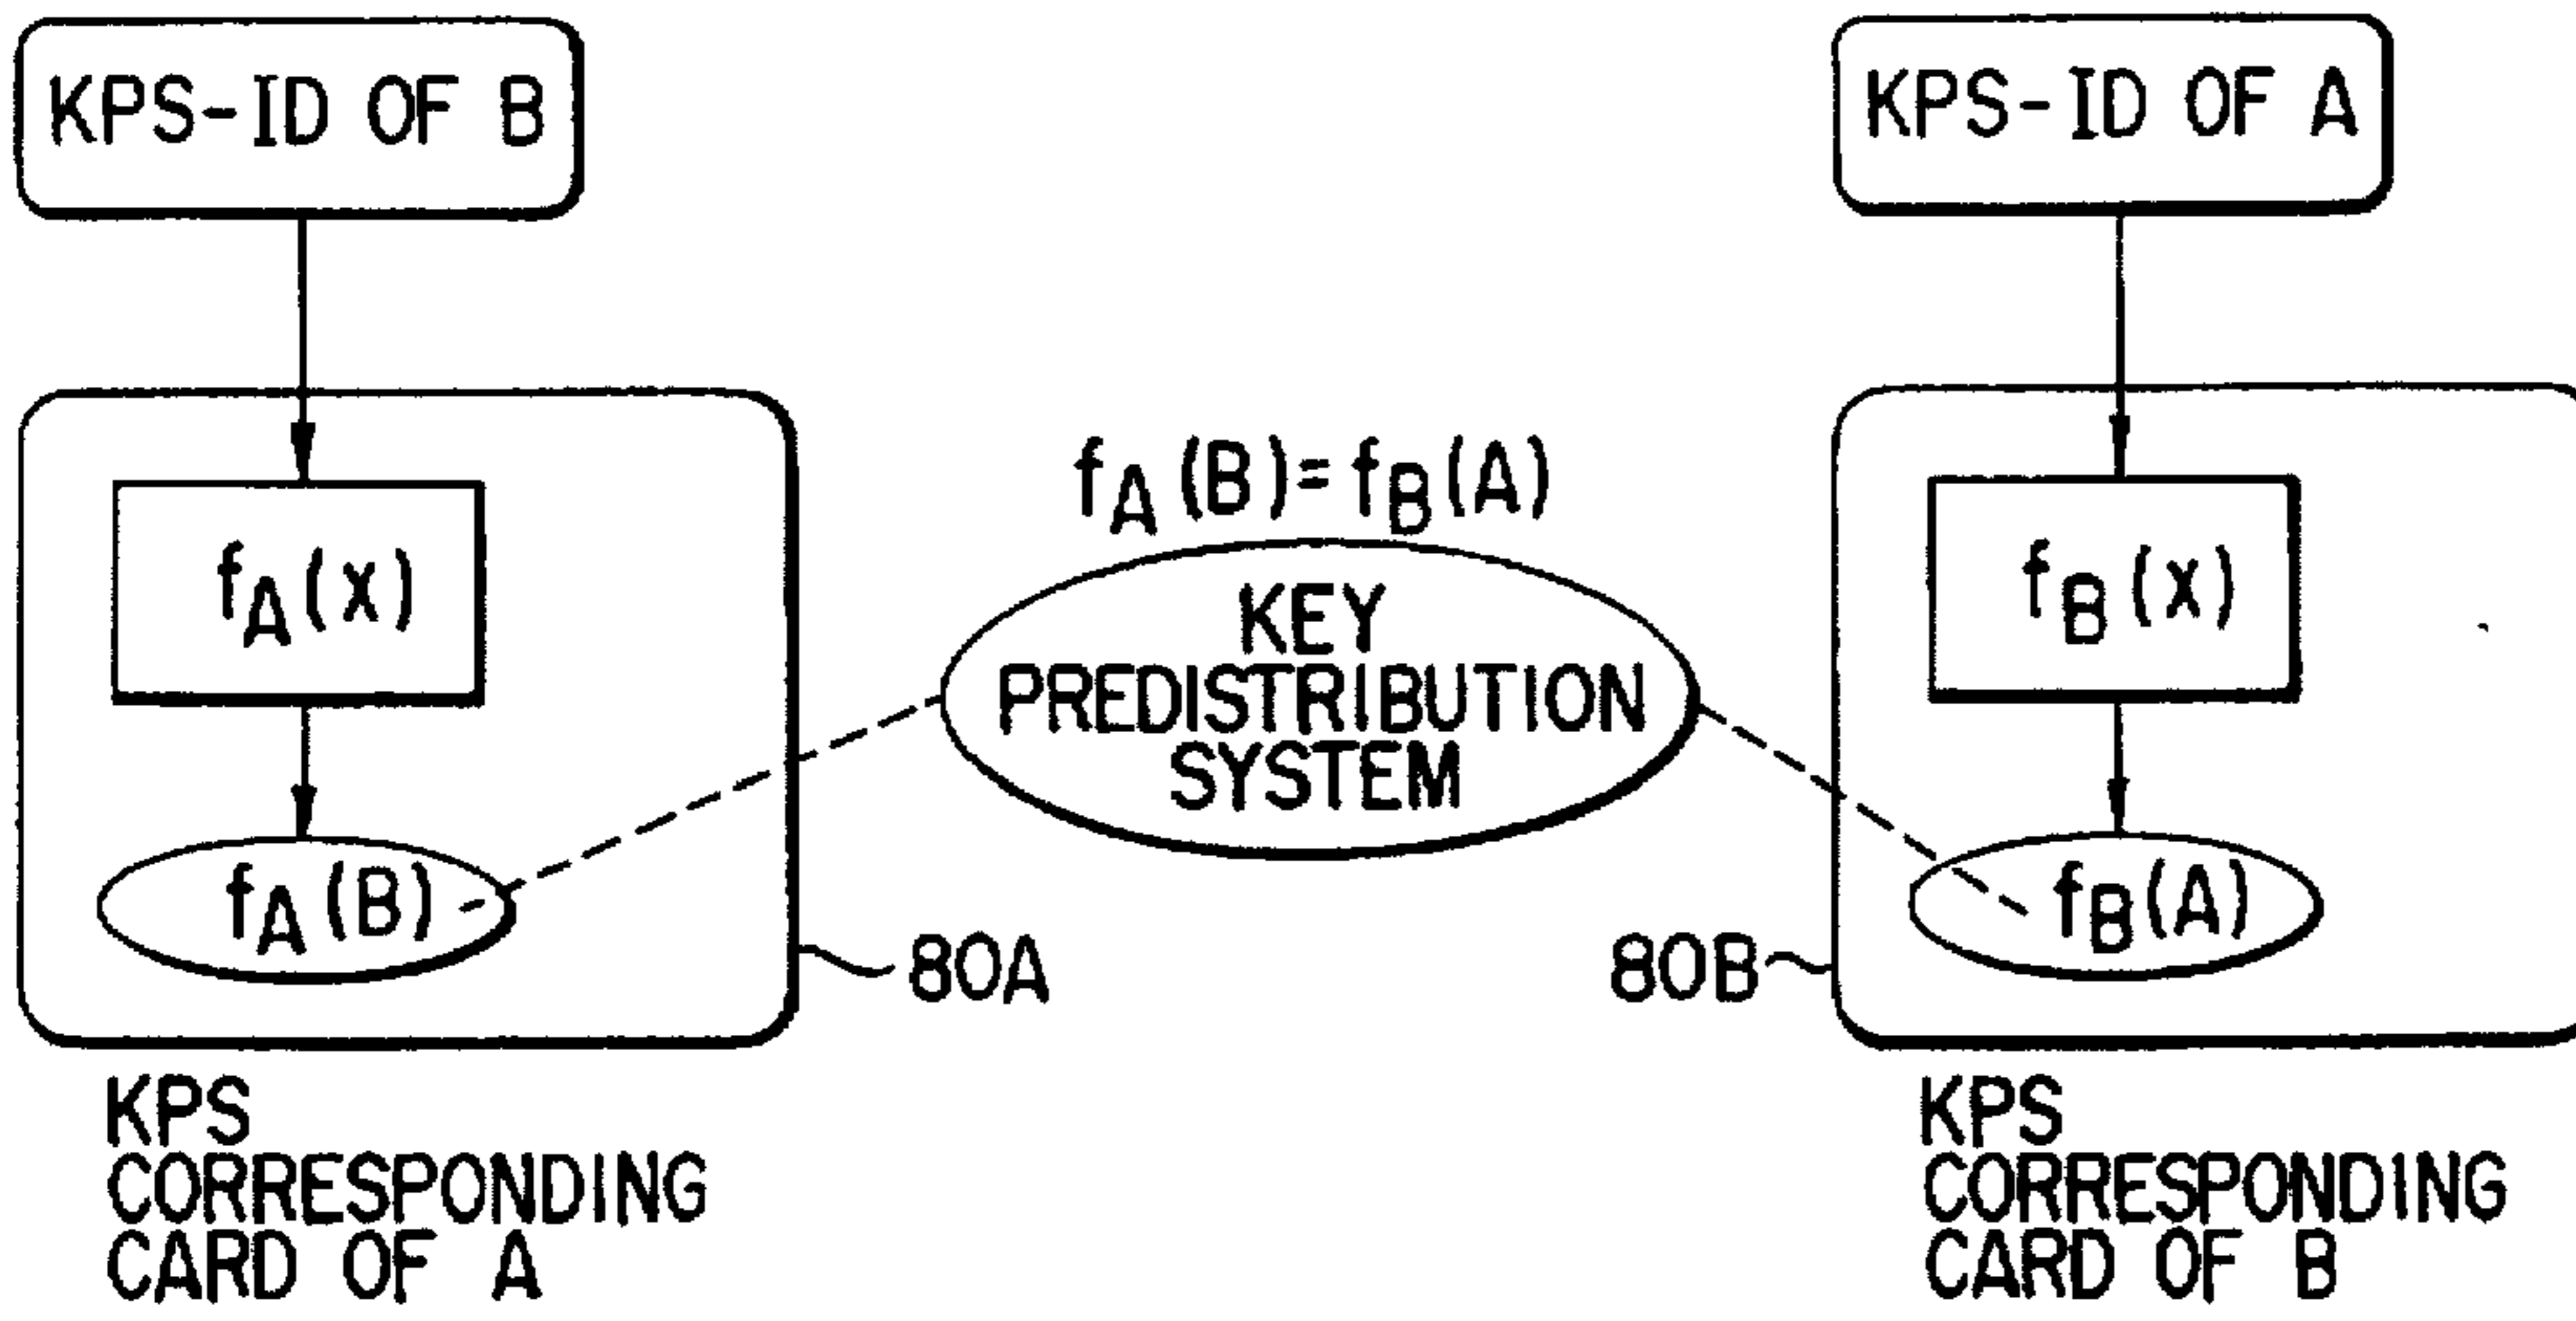 KPS-ID OF B
KPS-ID OF A
fA(B)=fB(A)
fA(x)
KEY
PREDISTRIBUTION
SYSTEM
fB(x)
fA(B)
fB(A)
80A
80B
KPS
CORRESPONDING
CARD OF A
KPS
CORRESPONDING
CARD OF B